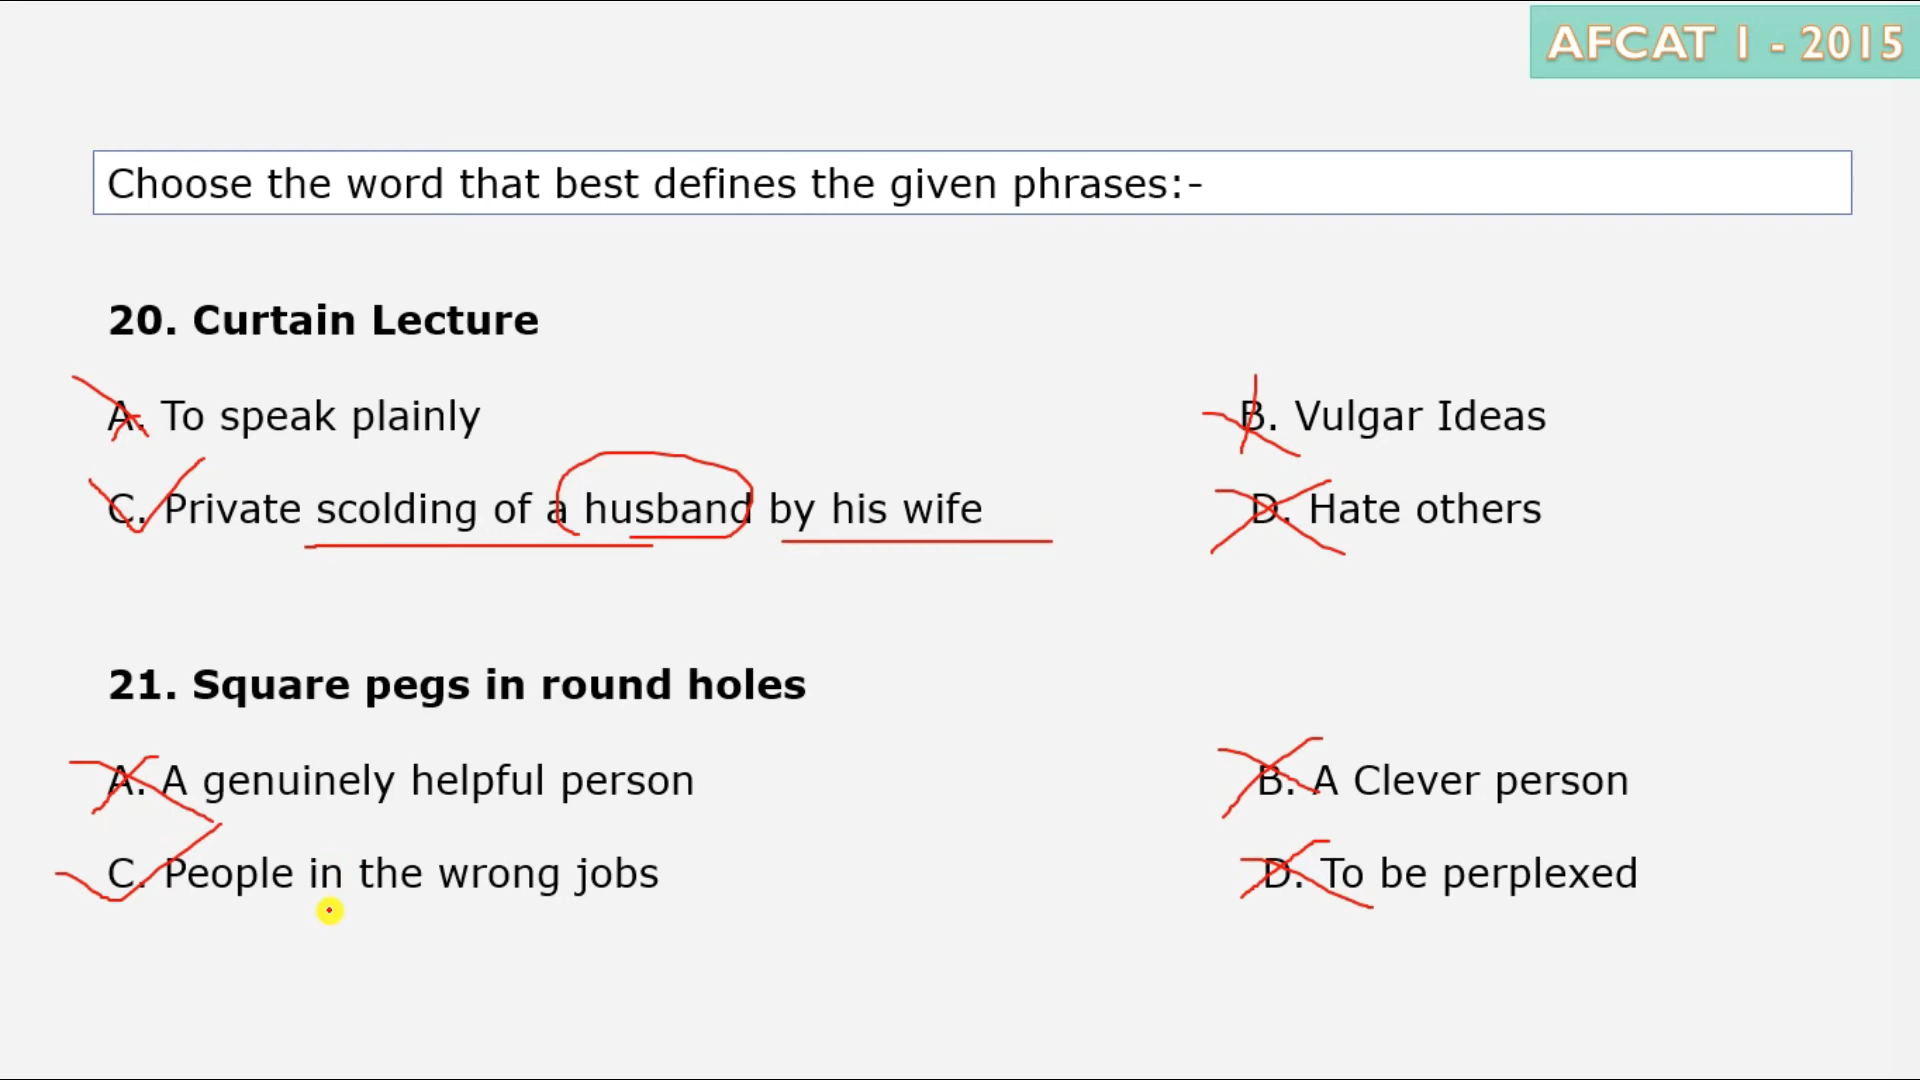 AFCAT 1 - 2015
Choose the word that best defines the given phrases:-
20. Curtain Lecture
A. To speak plainly
B. Vulgar Ideas
C. Private scolding of a husband by his wife
D. Hate others
21. Square pegs in round holes
A. A genuinely helpful person
B. A Clever person
C. People in the wrong jobs
D. To be perplexed